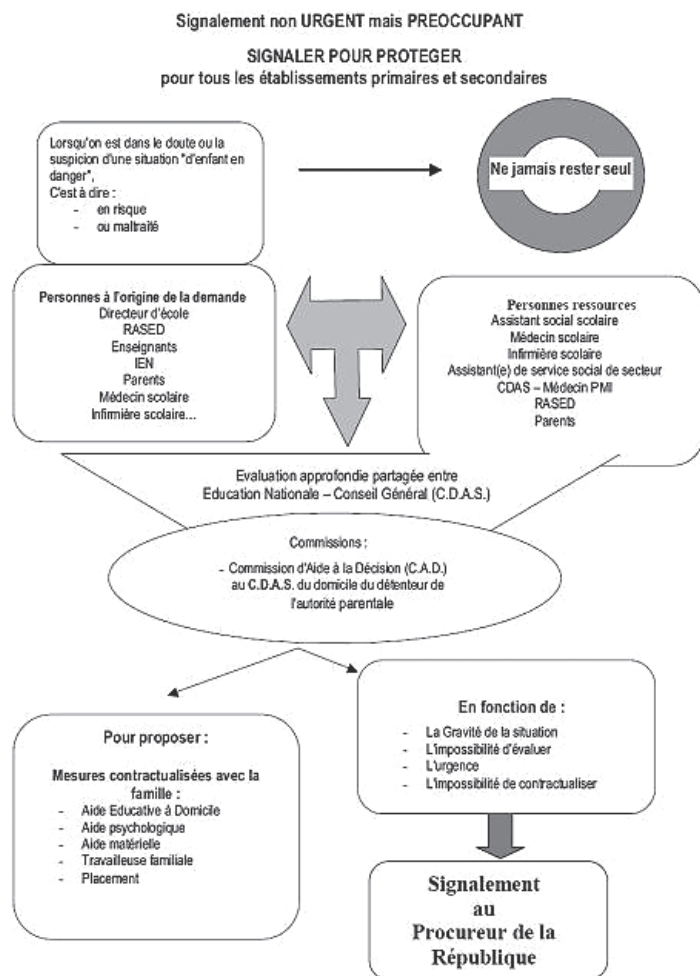 Signalement non URGENT mais PREOCCUPANT
SIGNALER POUR PROTEGER
pour tous les établissements primaires et secondaires
Lorsqu'on est dans le doute ou la
suspicion d'une situation "d'enfant en
danger",
C'est à dire :
- en risque
- ou maltraité
Ne jamais rester seul
Personnes à l'origine de la demande
Directeur d'école
RASED
Enseignants
IEN
Parents
Médecin scolaire
Infirmière scolaire...
Personnes ressources
Assistant social scolaire
Médecin scolaire
Infirmière scolaire
Assistant(e) de service social de secteur
CDAS – Médecin PMI
RASED
Parents
Evaluation approfondie partagée entre
Education Nationale – Conseil Général (C.D.A.S.)
Commissions :
- Commission d'Aide à la Décision (C.A.D.)
au C.D.A.S. du domicile du détenteur de
l'autorité parentale
Pour proposer :
Mesures contractualisées avec la
famille :
- Aide Educative à Domicile
- Aide psychologique
- Aide matérielle
- Travailleuse familiale
- Placement
En fonction de :
- La Gravité de la situation
- L'impossibilité d'évaluer
- L'urgence
- L'impossibilité de contractualiser
Signalement
au
Procureur de la
République